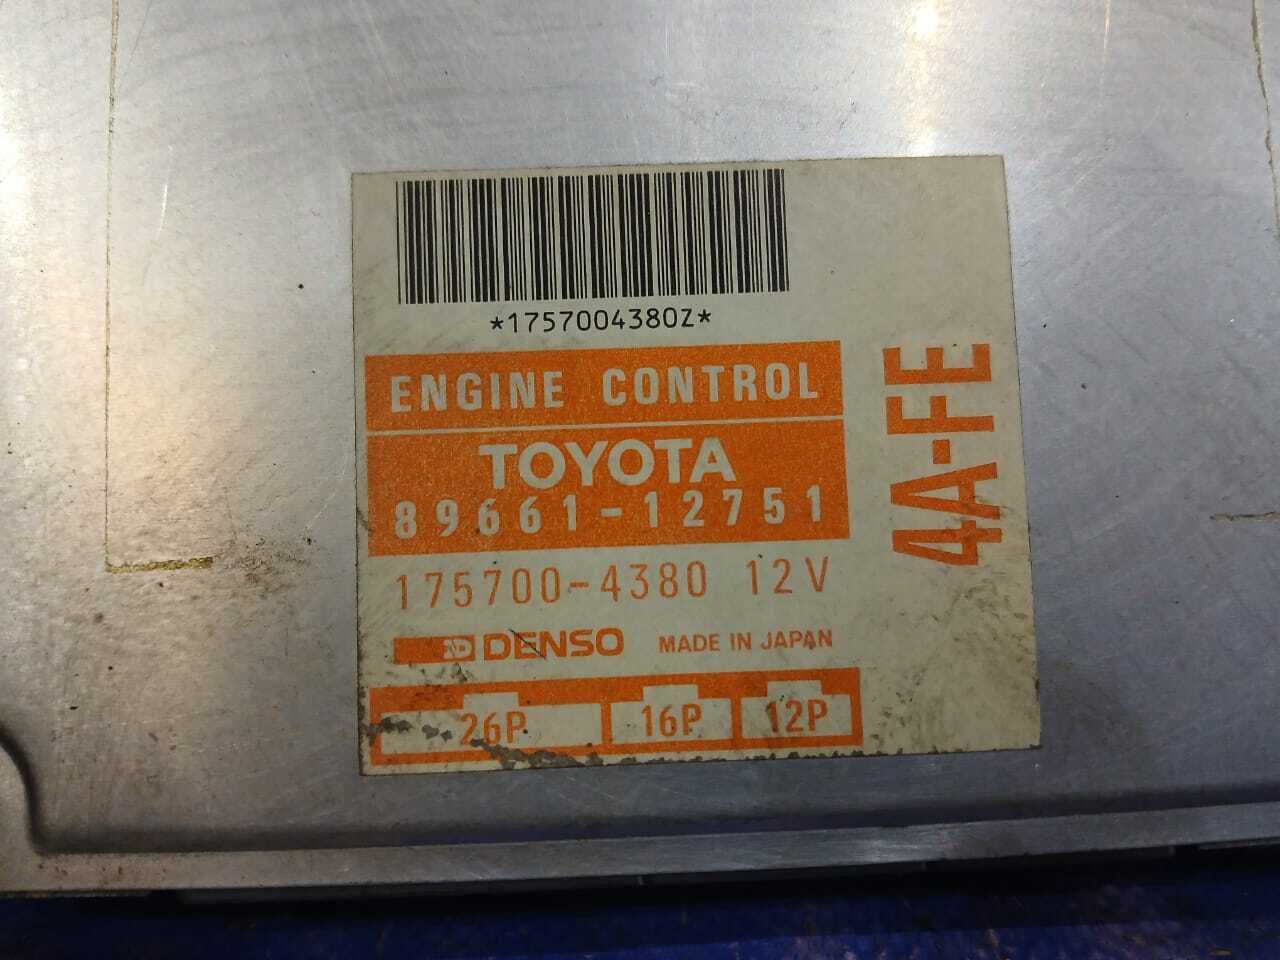 *1757004380Z*
ENGINE CONTROL
TOYOTA
89661-12751
175700-4380 12V
DENSO MADE IN JAPAN
26P 16P 12P
4A-FE